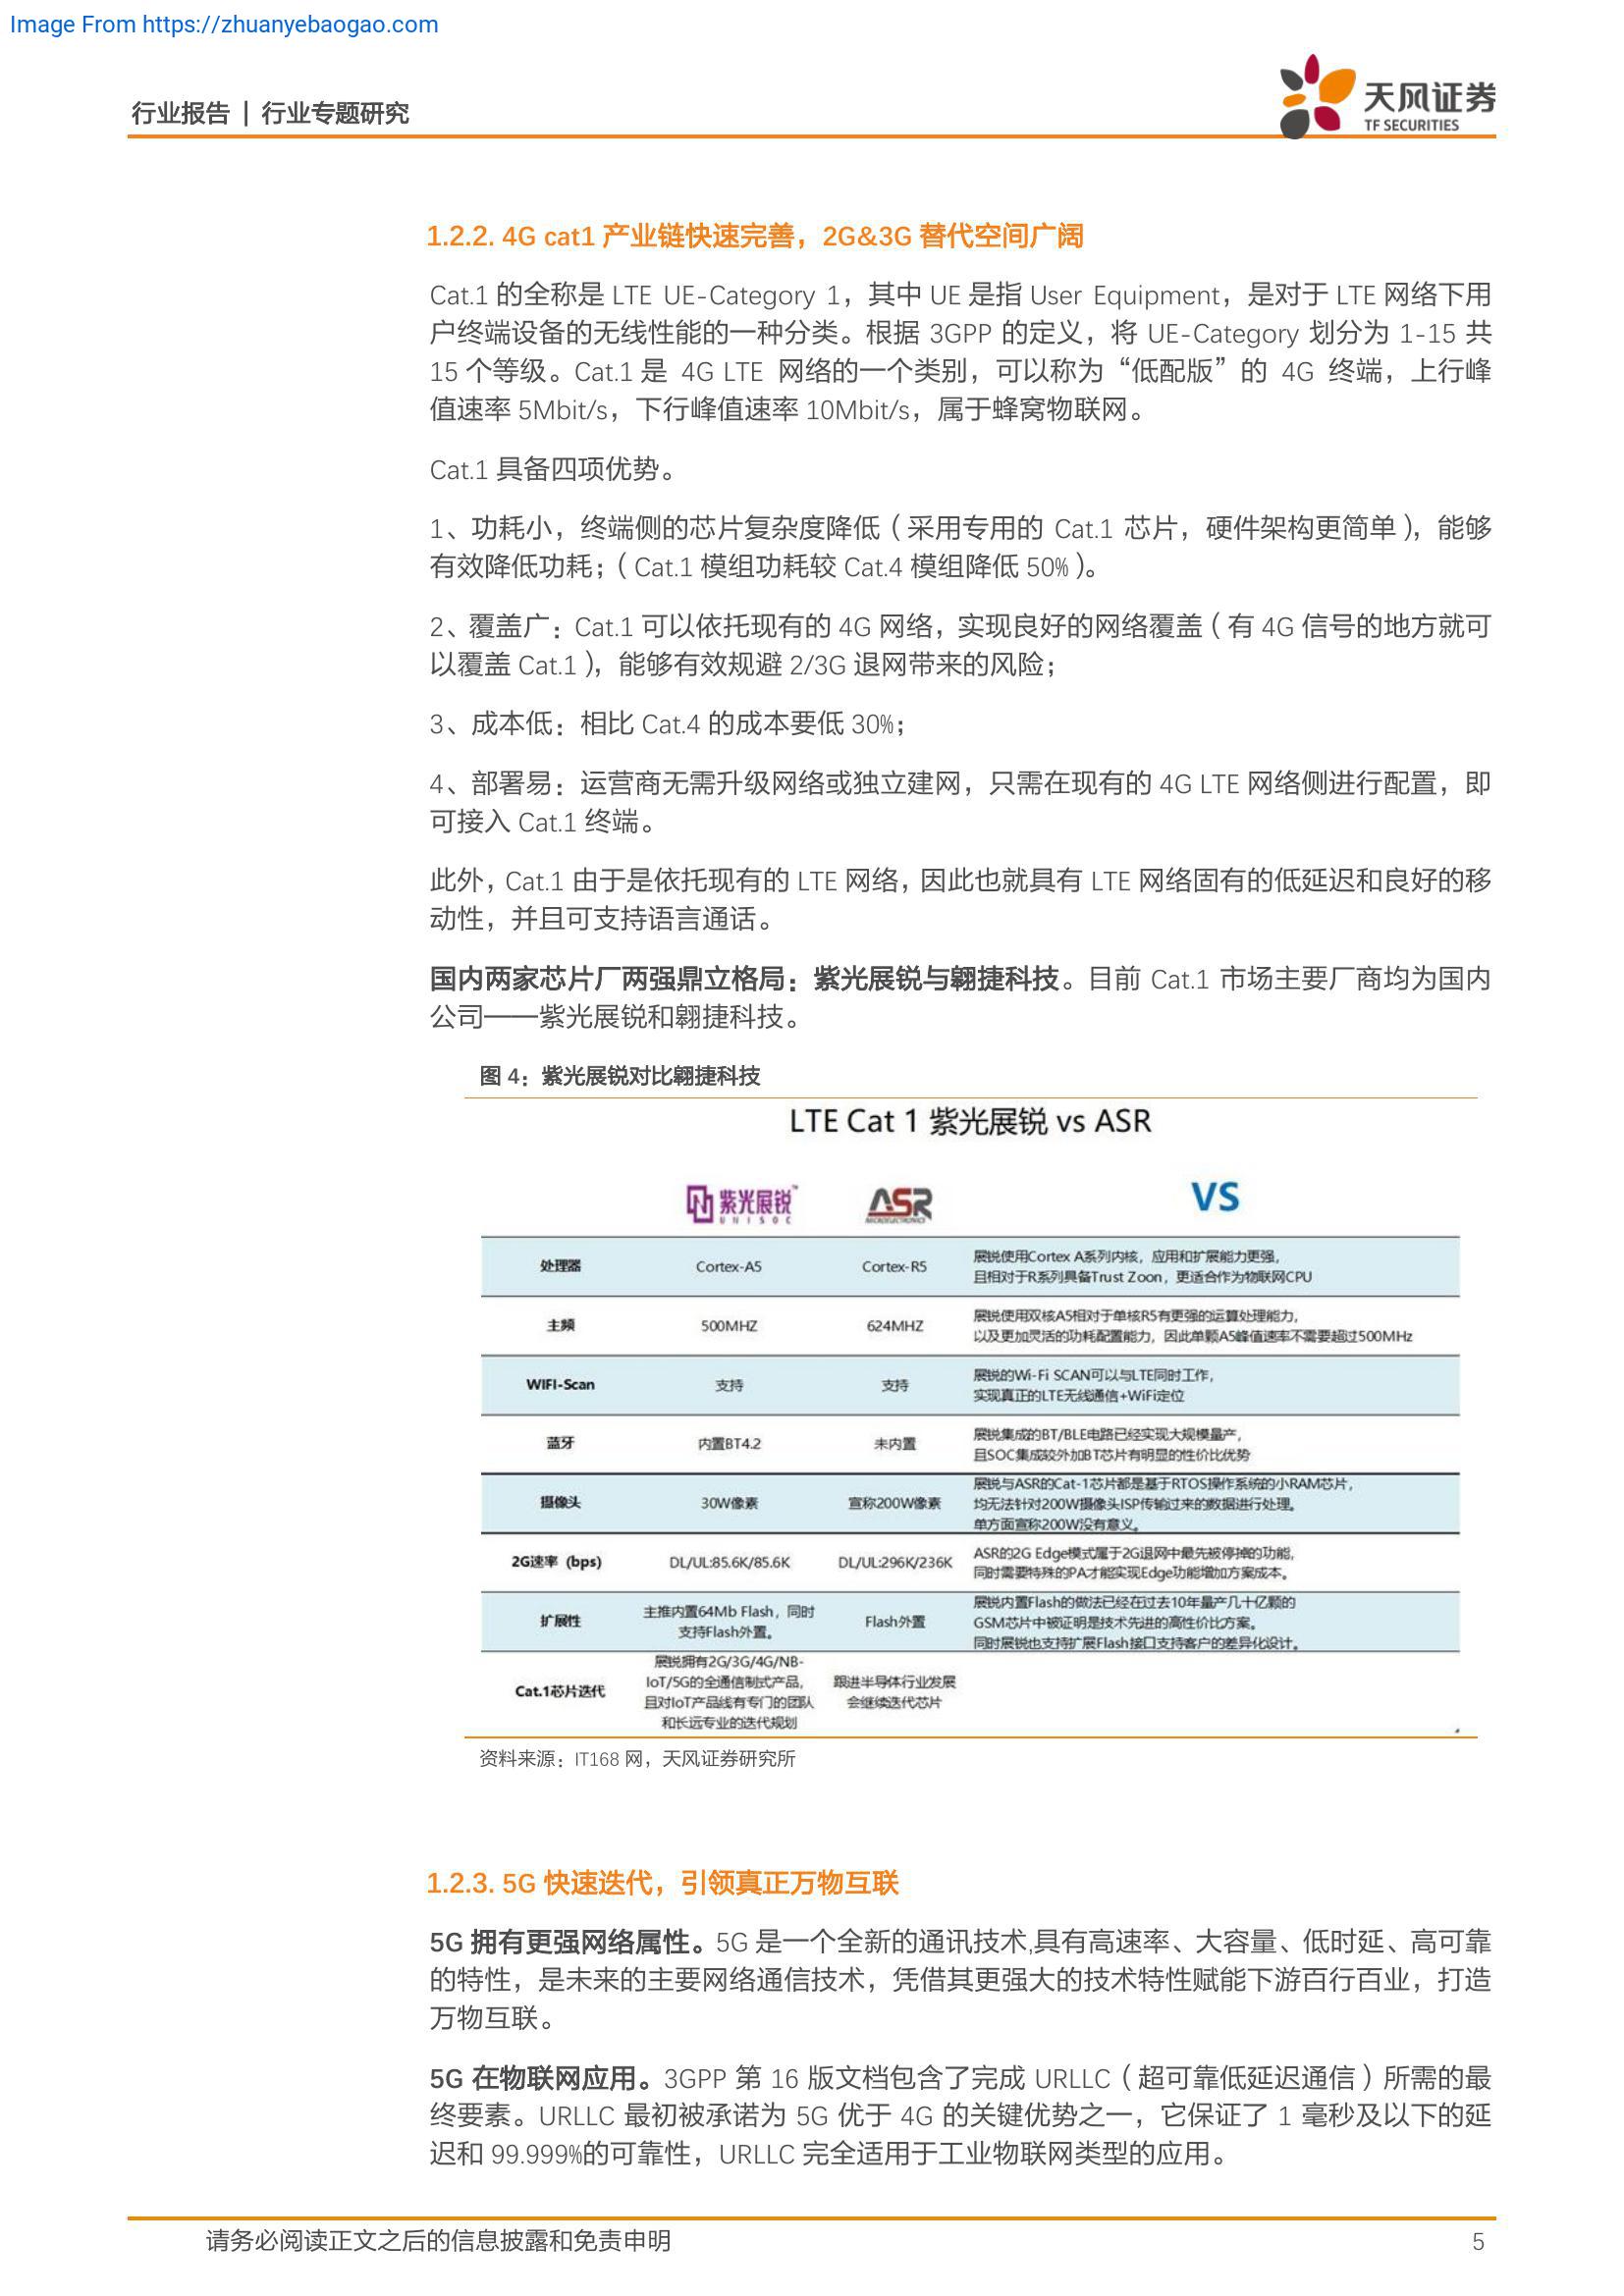 Image From https://zhuanyebaogao.com
行业报告 | 行业专题研究
天风证券
TF SECURITIES
1.2.2. 4G cat1 产业链快速完善，2G&3G 替代空间广阔
Cat.1 的全称是 LTE UE-Category 1，其中 UE 是指 User Equipment，是对于 LTE 网络下用
户终端设备的无线性能的一种分类。根据 3GPP 的定义，将 UE-Category 划分为 1-15 共
15 个等级。Cat.1 是 4G LTE 网络的一个类别，可以称为“低配版”的 4G 终端，上行峰
值速率 5Mbit/s，下行峰值速率 10Mbit/s，属于蜂窝物联网。
Cat.1 具备四项优势。
1、功耗小，终端侧的芯片复杂度降低（采用专用的 Cat.1 芯片，硬件架构更简单），能够
有效降低功耗；（Cat.1 模组功耗较 Cat.4 模组降低 50%）。
2、覆盖广：Cat.1 可以依托现有的 4G 网络，实现良好的网络覆盖（有 4G 信号的地方就可
以覆盖 Cat.1），能够有效规避 2/3G 退网带来的风险；
3、成本低：相比 Cat.4 的成本要低 30%；
4、部署易：运营商无需升级网络或独立建网，只需在现有的 4G LTE 网络侧进行配置，即
可接入 Cat.1 终端。
此外，Cat.1 由于是依托现有的 LTE 网络，因此也就具有 LTE 网络固有的低延迟和良好的移
动性，并且可支持语言通话。
国内两家芯片厂两强鼎立格局：紫光展锐与翱捷科技。目前 Cat.1 市场主要厂商均为国内
公司——紫光展锐和翱捷科技。
图 4：紫光展锐对比翱捷科技
LTE Cat 1 紫光展锐 vs ASR
紫光展锐™ ASR VS
UNISOC MICROELECTRONICS
处理器 Cortex-A5 Cortex-R5 展锐使用Cortex A系列内核，应用和扩展能力更强，
且相对于R系列具备Trust Zoon，更适合作为物联网CPU
主频 500MHZ 624MHZ 展锐使用双核A5相对于单核R5有更强的运算处理能力，
以及更加灵活的功耗配置能力，因此单颗A5峰值速率不需要超过500MHz
WIFI-Scan 支持 支持 展锐的Wi-Fi SCAN可以与LTE同时工作，
实现真正的LTE无线通信+WiFi定位
蓝牙 内置BT4.2 未内置 展锐集成的BT/BLE电路已经实现大规模量产，
且SOC集成较外加BT芯片有明显的性价比优势
摄像头 30W像素 宣称200W像素 展锐与ASR的Cat-1芯片都是基于RTOS操作系统的小RAM芯片，
均无法针对200W摄像头ISP传输过来的数据进行处理。
单方面宣称200W没有意义。
2G速率（bps） DL/UL:85.6K/85.6K DL/UL:296K/236K ASR的2G Edge模式属于2G退网中最先被停掉的功能，
同时需要特殊的PA才能实现Edge功能增加方案成本。
扩展性 主推内置64Mb Flash，同时
支持Flash外置。 Flash外置 展锐内置Flash的做法已经在过去10年量产几十亿颗的
GSM芯片中被证明是技术先进的高性价比方案。
同时展锐也支持扩展Flash接口支持客户的差异化设计。
Cat.1芯片迭代 展锐拥有2G/3G/4G/NB-
IoT/5G的全通信制式产品，
且对IoT产品线有专门的团队
和长远专业的迭代规划 跟进半导体行业发展
会继续迭代芯片
资料来源：IT168 网，天风证券研究所
1.2.3. 5G 快速迭代，引领真正万物互联
5G 拥有更强网络属性。5G 是一个全新的通讯技术,具有高速率、大容量、低时延、高可靠
的特性，是未来的主要网络通信技术，凭借其更强大的技术特性赋能下游百行百业，打造
万物互联。
5G 在物联网应用。3GPP 第 16 版文档包含了完成 URLLC（超可靠低延迟通信）所需的最
终要素。URLLC 最初被承诺为 5G 优于 4G 的关键优势之一，它保证了 1 毫秒及以下的延
迟和 99.999%的可靠性，URLLC 完全适用于工业物联网类型的应用。
请务必阅读正文之后的信息披露和免责申明
5